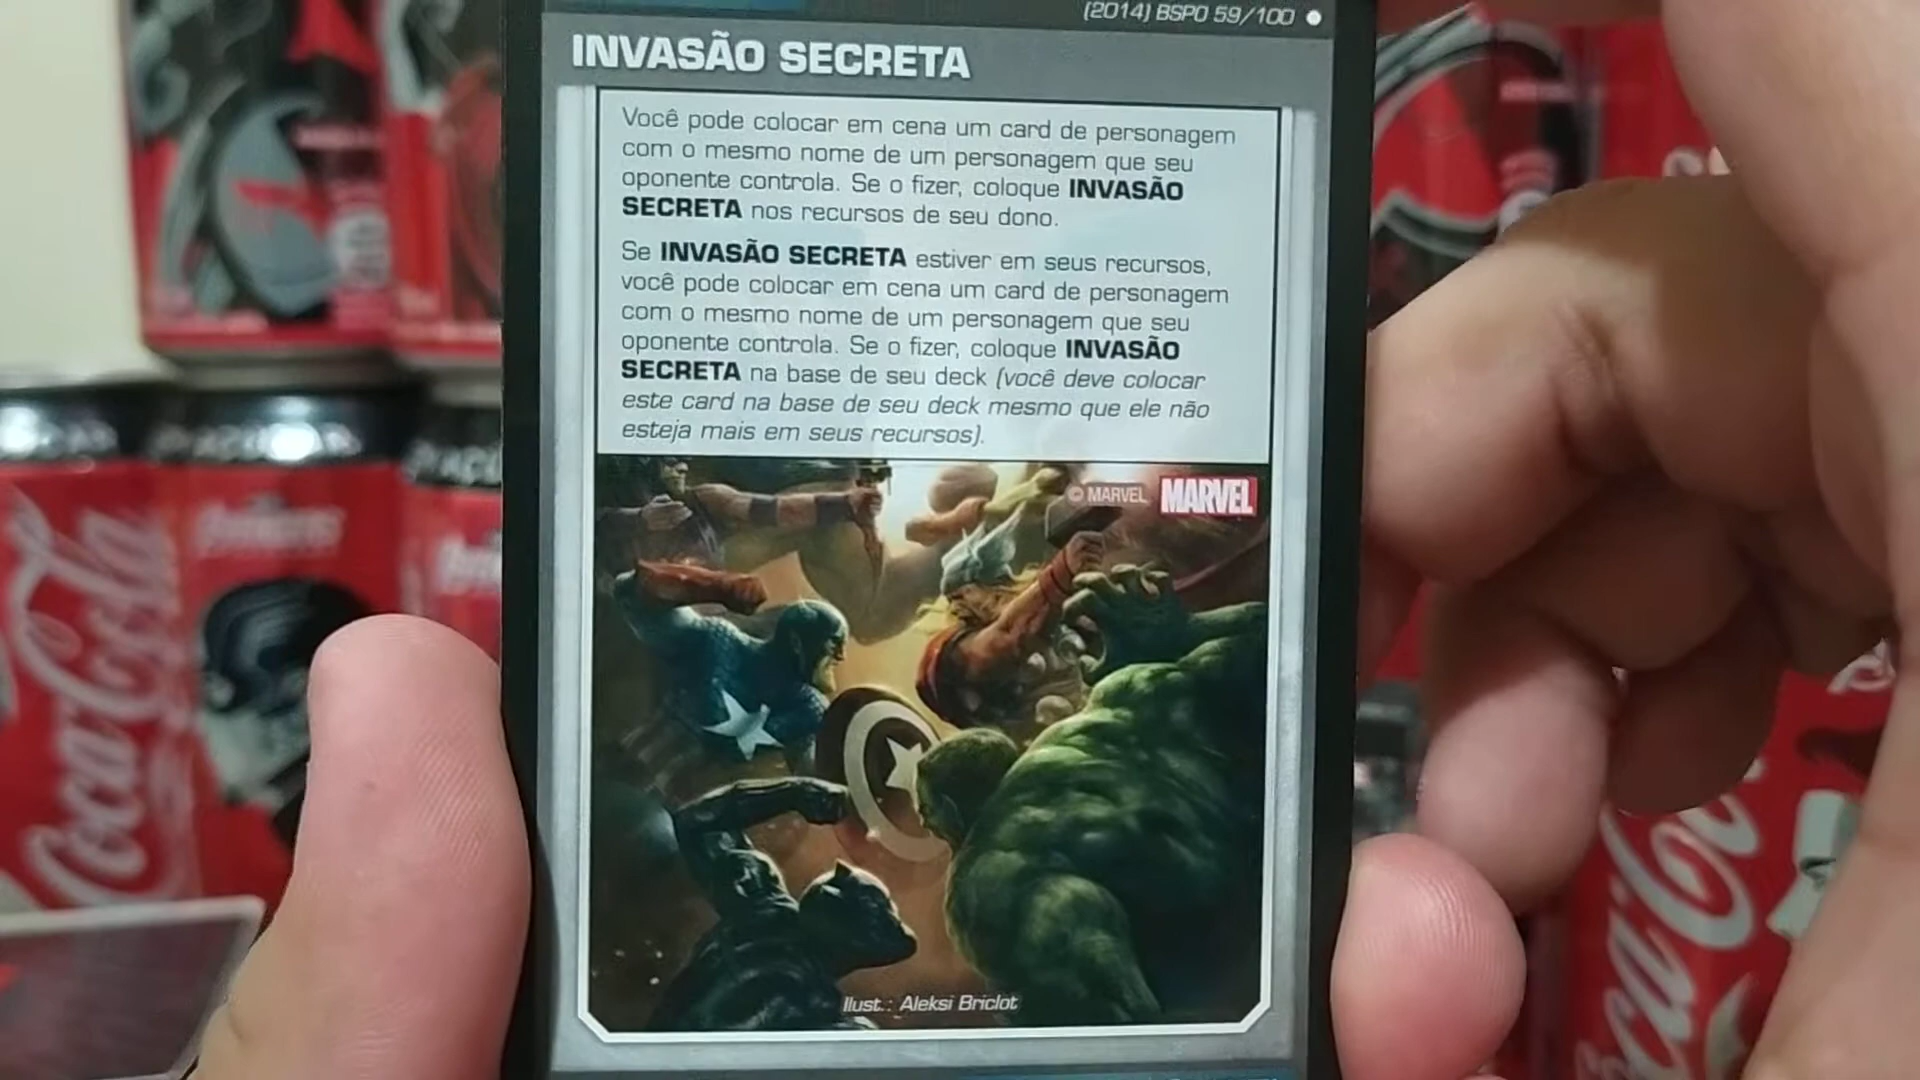 (2014) BSPO 59/100
INVASÃO SECRETA
Você pode colocar em cena um card de personagem
com o mesmo nome de um personagem que seu
oponente controla. Se o fizer, coloque INVASÃO
SECRETA nos recursos de seu dono.
Se INVASÃO SECRETA estiver em seus recursos,
você pode colocar em cena um card de personagem
com o mesmo nome de um personagem que seu
oponente controla. Se o fizer, coloque INVASÃO
SECRETA na base de seu deck (você deve colocar
este card na base de seu deck mesmo que ele não
esteja mais em seus recursos).
© MARVEL MARVEL
Ilust.: Aleksi Briclot
Coca-Cola